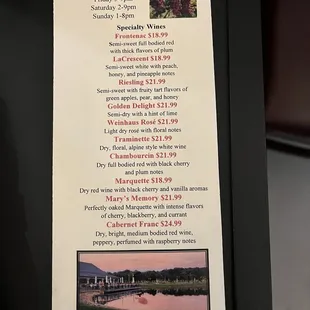 Saturday 2-9pm
Sunday 1-8pm
Specialty Wines
Frontenac $18.99
Semi-sweet full bodied red
with thick flavors of plum
LaCrescent $18.99
Semi-sweet white with peach,
honey, and pineapple notes
Riesling $21.99
Semi-sweet with fruity tart flavors of
green apples, pear, and honey
Golden Delight $21.99
Semi-dry with a hint of lime
Weinhaus Rosé $21.99
Light dry rosé with floral notes
Traminette $21.99
Dry, floral, alpine style white wine
Chambourcin $21.99
Dry full bodied red with black cherry
and plum notes
Marquette $18.99
Dry red wine with black cherry and vanilla aromas
Mary's Memory $21.99
Perfectly oaked Marquette with intense flavors
of cherry, blackberry, and currant
Cabernet Franc $24.99
Dry, bright, medium bodied red wine,
peppery, perfumed with raspberry notes